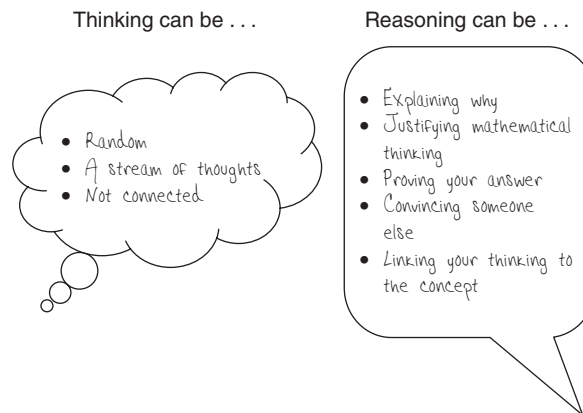 Thinking can be . . .
• Random
• A stream of thoughts
• Not connected
Reasoning can be . . .
• Explaining why
• Justifying mathematical
thinking
• Proving your answer
• Convincing someone
else
• Linking your thinking to
the concept